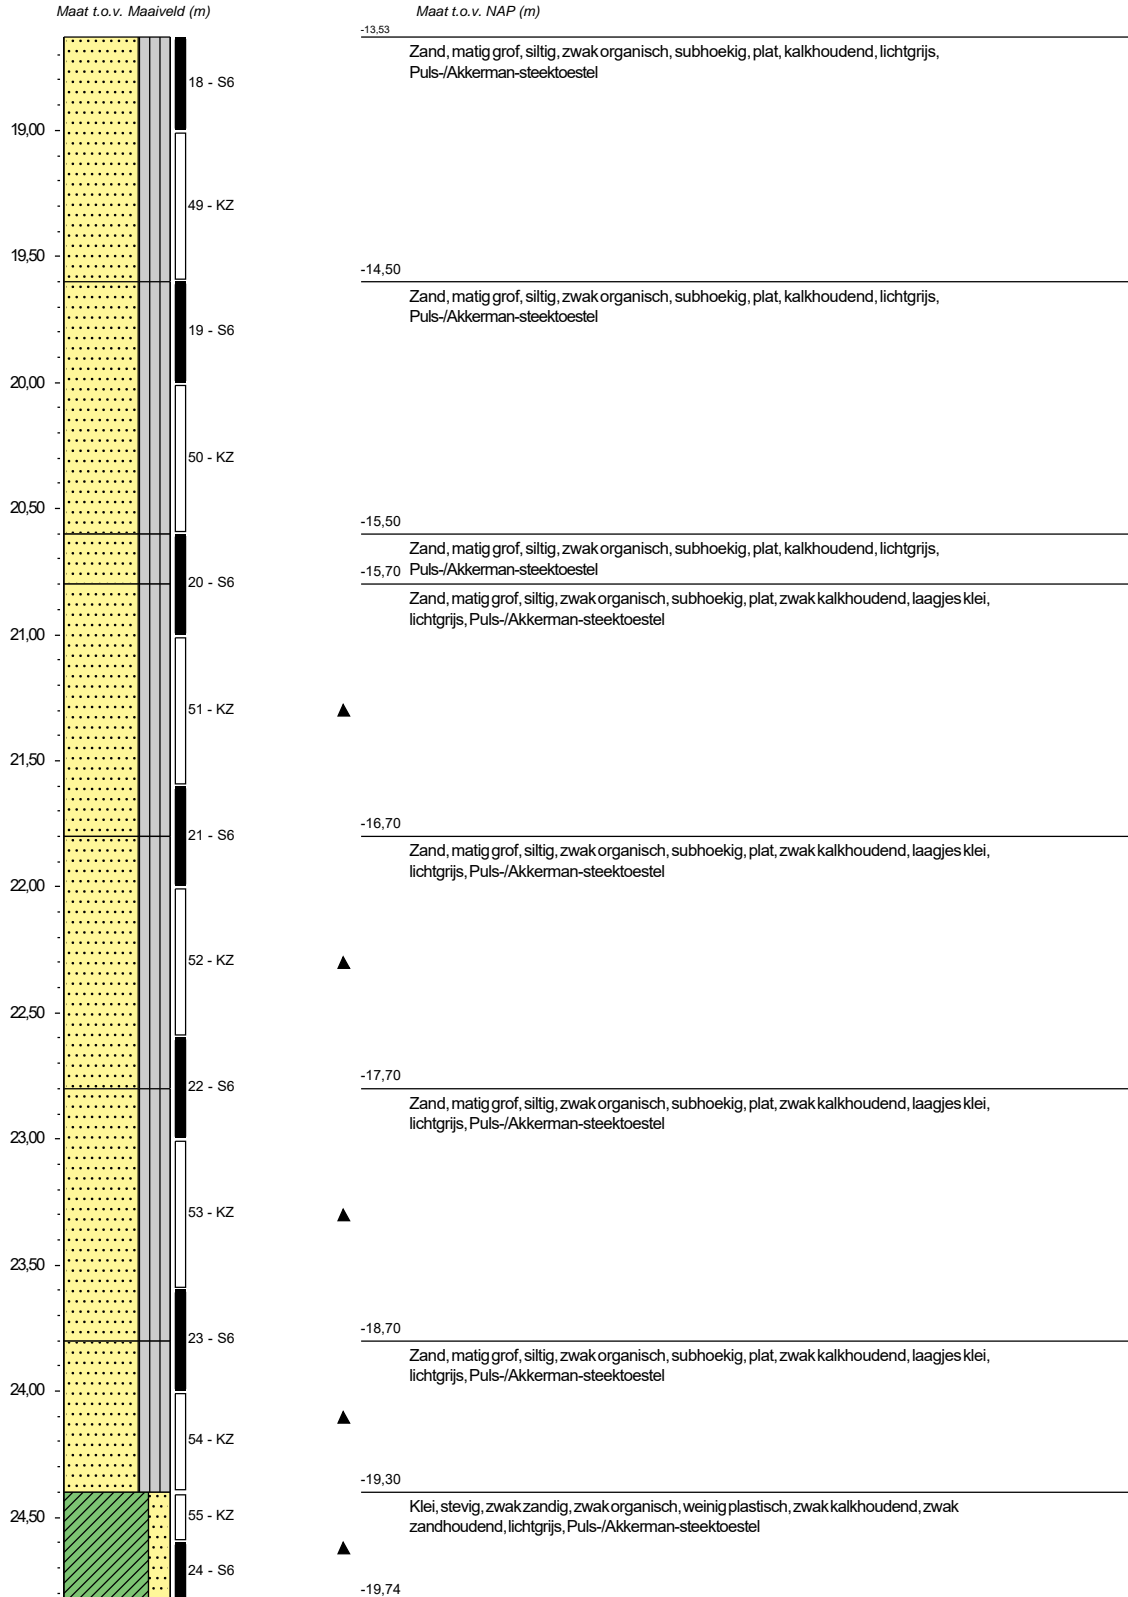 Maat t.o.v. Maaiveld (m)
Maat t.o.v. NAP (m)
-13,53
Zand, matig grof, siltig, zwak organisch, subhoekig, plat, kalkhoudend, lichtgrijs,
Puls-/Akkerman-steektoestel
18 - S6
19,00
49 - KZ
19,50
-14,50
Zand, matig grof, siltig, zwak organisch, subhoekig, plat, kalkhoudend, lichtgrijs,
Puls-/Akkerman-steektoestel
19 - S6
20,00
50 - KZ
20,50
-15,50
Zand, matig grof, siltig, zwak organisch, subhoekig, plat, kalkhoudend, lichtgrijs,
Puls-/Akkerman-steektoestel
-15,70
20 - S6
Zand, matig grof, siltig, zwak organisch, subhoekig, plat, zwak kalkhoudend, laagjes klei,
lichtgrijs, Puls-/Akkerman-steektoestel
21,00
51 - KZ
21,50
-16,70
21 - S6
Zand, matig grof, siltig, zwak organisch, subhoekig, plat, zwak kalkhoudend, laagjes klei,
lichtgrijs, Puls-/Akkerman-steektoestel
22,00
52 - KZ
22,50
-17,70
22 - S6
Zand, matig grof, siltig, zwak organisch, subhoekig, plat, zwak kalkhoudend, laagjes klei,
lichtgrijs, Puls-/Akkerman-steektoestel
23,00
53 - KZ
23,50
-18,70
23 - S6
Zand, matig grof, siltig, zwak organisch, subhoekig, plat, zwak kalkhoudend, laagjes klei,
lichtgrijs, Puls-/Akkerman-steektoestel
24,00
54 - KZ
-19,30
Klei, stevig, zwak zandig, zwak organisch, weinig plastisch, zwak kalkhoudend, zwak
zandhoudend, lichtgrijs, Puls-/Akkerman-steektoestel
24,50
55 - KZ
24 - S6
-19,74